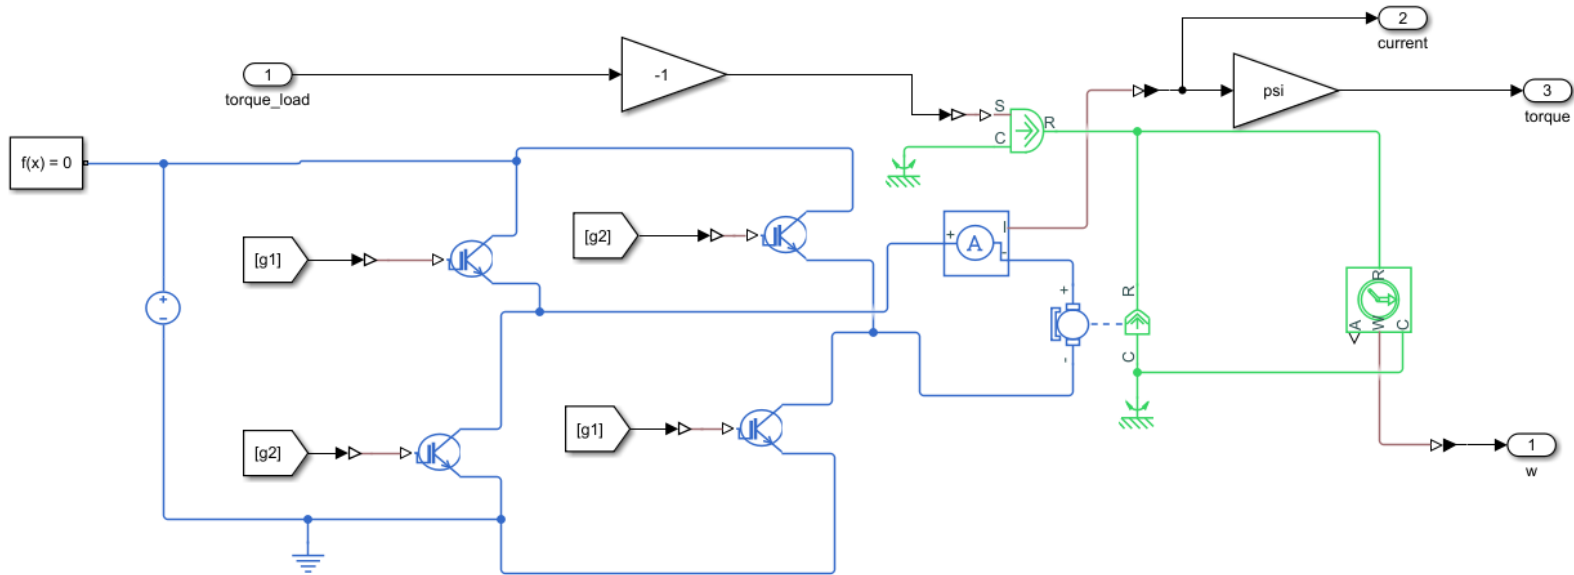 2
current
1
torque_load
-1
psi
3
torque
S
C
R
f(x) = 0
[g1]
[g2]
+
A
I
-
+
-
+
-
R
C
R
A
W
C
[g2]
[g1]
1
w